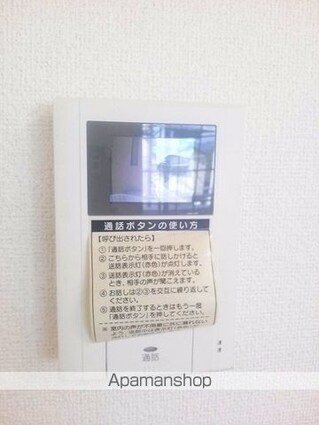 通話ボタンの使い方
【呼び出されたら】
①「通話ボタン」を一回押します。
②こちらから相手に話しかけると
送話表示灯(赤色)が点灯します。
③送話表示灯(赤色)が消えている
とき、相手の声が聞こえます。
④お話しは②③を交互に繰り返して
ください。
⑤通話を終了するときはもう一度
「通話ボタン」を押してください。
通話
Apamanshop